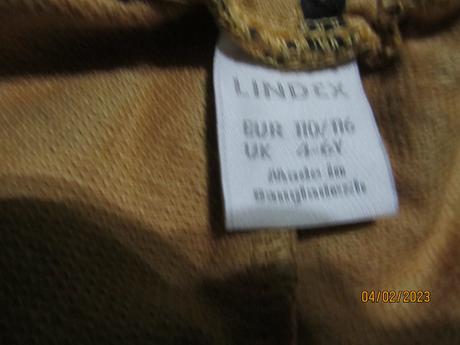 LINDEX
EUR 110/116
UK 4-6Y
Made in
Bangladesh
04/02/2023